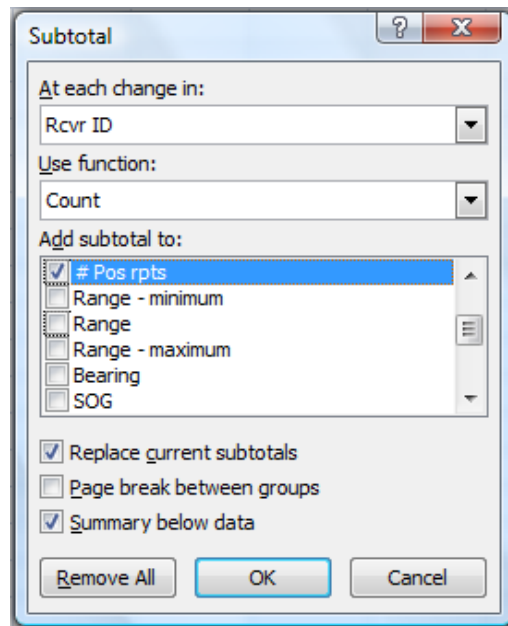 Subtotal
At each change in:
Rcvr ID
Use function:
Count
Add subtotal to:
# Pos rpts
Range - minimum
Range
Range - maximum
Bearing
SOG
Replace current subtotals
Page break between groups
Summary below data
Remove All OK Cancel